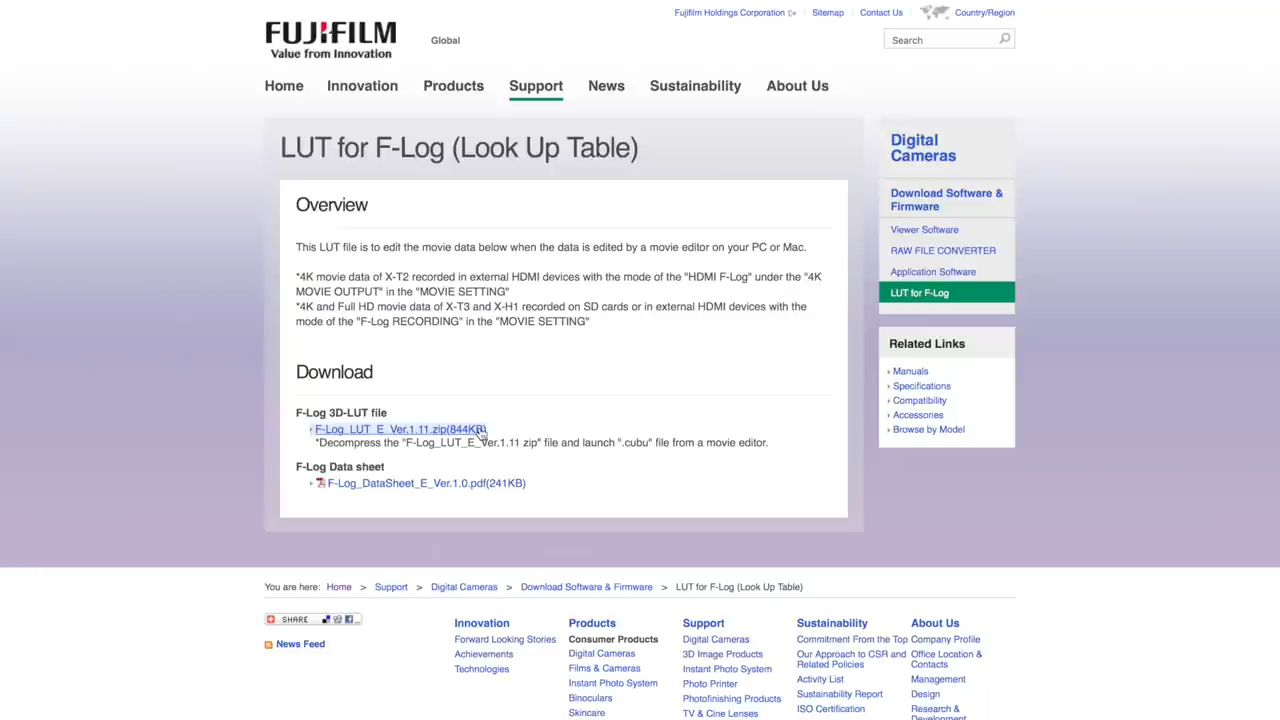 Fujifilm Holdings Corporation
Sitemap
Contact Us
Country/Region
FUJIFILM
Value from Innovation
Global
Search
Home
Innovation
Products
Support
News
Sustainability
About Us
LUT for F-Log (Look Up Table)
Overview
This LUT file is to edit the movie data below when the data is edited by a movie editor on your PC or Mac.
*4K movie data of X-T2 recorded in external HDMI devices with the mode of the "HDMI F-Log" under the "4K
MOVIE OUTPUT" in the "MOVIE SETTING"
*4K and Full HD movie data of X-T3 and X-H1 recorded on SD cards or in external HDMI devices with the
mode of the "F-Log RECORDING" in the "MOVIE SETTING"
Download
F-Log 3D-LUT file
F-Log_LUT_E_Ver.1.11.zip(844KB)
*Decompress the "F-Log_LUT_E_Ver.1.11 zip" file and launch ".cubu" file from a movie editor.
F-Log Data sheet
F-Log_DataSheet_E_Ver.1.0.pdf(241KB)
Digital
Cameras
Download Software &
Firmware
Viewer Software
RAW FILE CONVERTER
Application Software
LUT for F-Log
Related Links
Manuals
Specifications
Compatibility
Accessories
Browse by Model
You are here: Home > Support > Digital Cameras > Download Software & Firmware > LUT for F-Log (Look Up Table)
SHARE
News Feed
Innovation
Forward Looking Stories
Achievements
Technologies
Products
Consumer Products
Digital Cameras
Films & Cameras
Instant Photo System
Binoculars
Skincare
Support
Digital Cameras
3D Image Products
Instant Photo System
Photo Printer
Photofinishing Products
TV & Cine Lenses
Sustainability
Commitment From the Top
Our Approach to CSR and
Related Policies
Activity List
Sustainability Report
ISO Certification
About Us
Company Profile
Office Location &
Contacts
Management
Design
Research &
Development